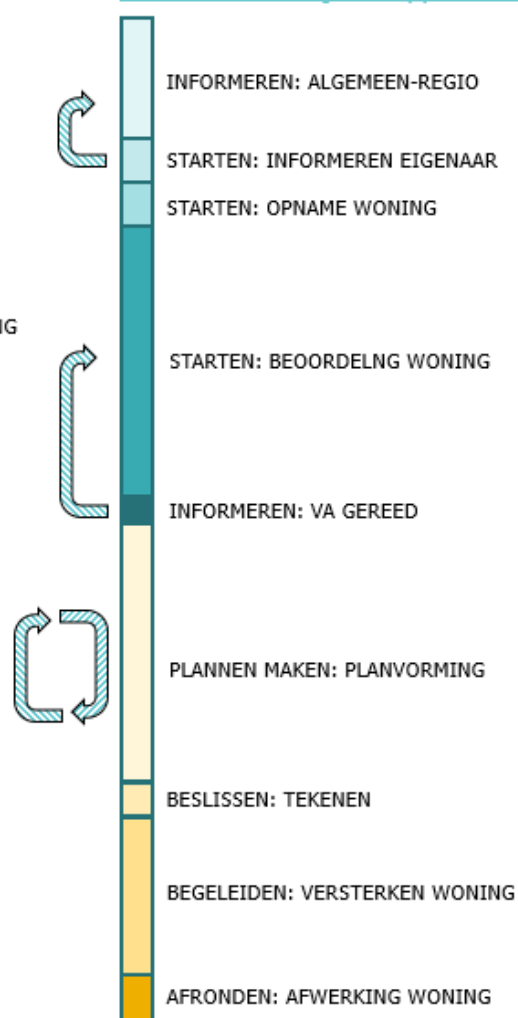 INFORMEREN: ALGEMEEN-REGIO
STARTEN: INFORMEREN EIGENAAR
STARTEN: OPNAME WONING
NG
STARTEN: BEOORDELNG WONING
INFORMEREN: VA GEREED
PLANNEN MAKEN: PLANVORMING
BESLISSEN: TEKENEN
BEGELEIDEN: VERSTERKEN WONING
AFRONDEN: AFWERKING WONING